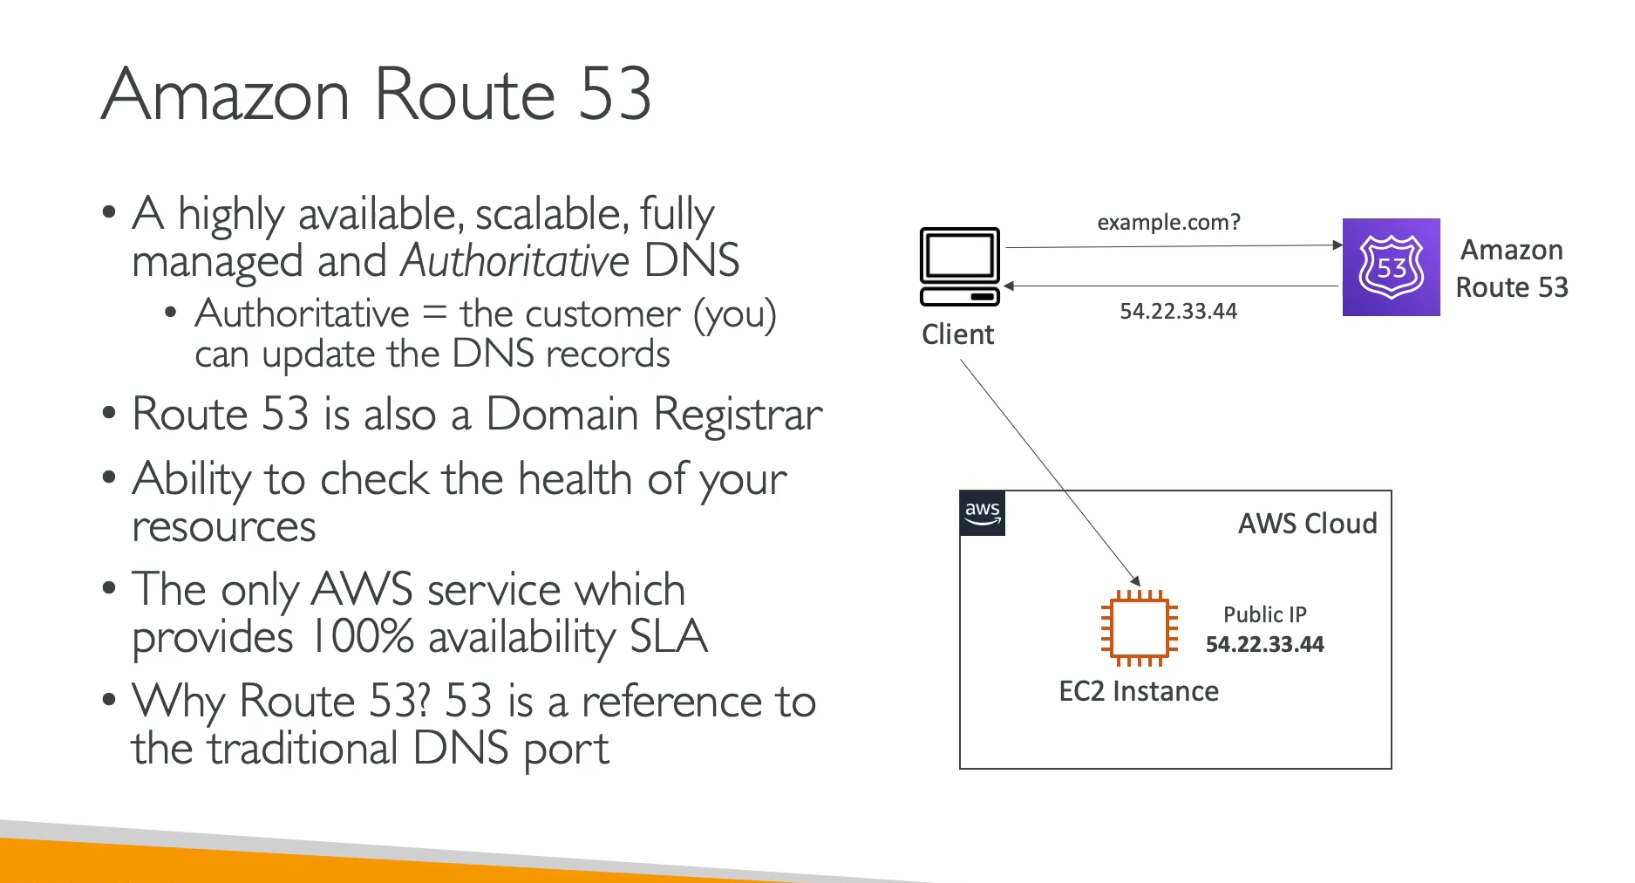 Amazon Route 53
• A highly available, scalable, fully
managed and Authoritative DNS
• Authoritative = the customer (you)
can update the DNS records
• Route 53 is also a Domain Registrar
• Ability to check the health of your
resources
• The only AWS service which
provides 100% availability SLA
• Why Route 53? 53 is a reference to
the traditional DNS port
example.com?
53
Amazon
Route 53
54.22.33.44
Client
aws
AWS Cloud
Public IP
54.22.33.44
EC2 Instance